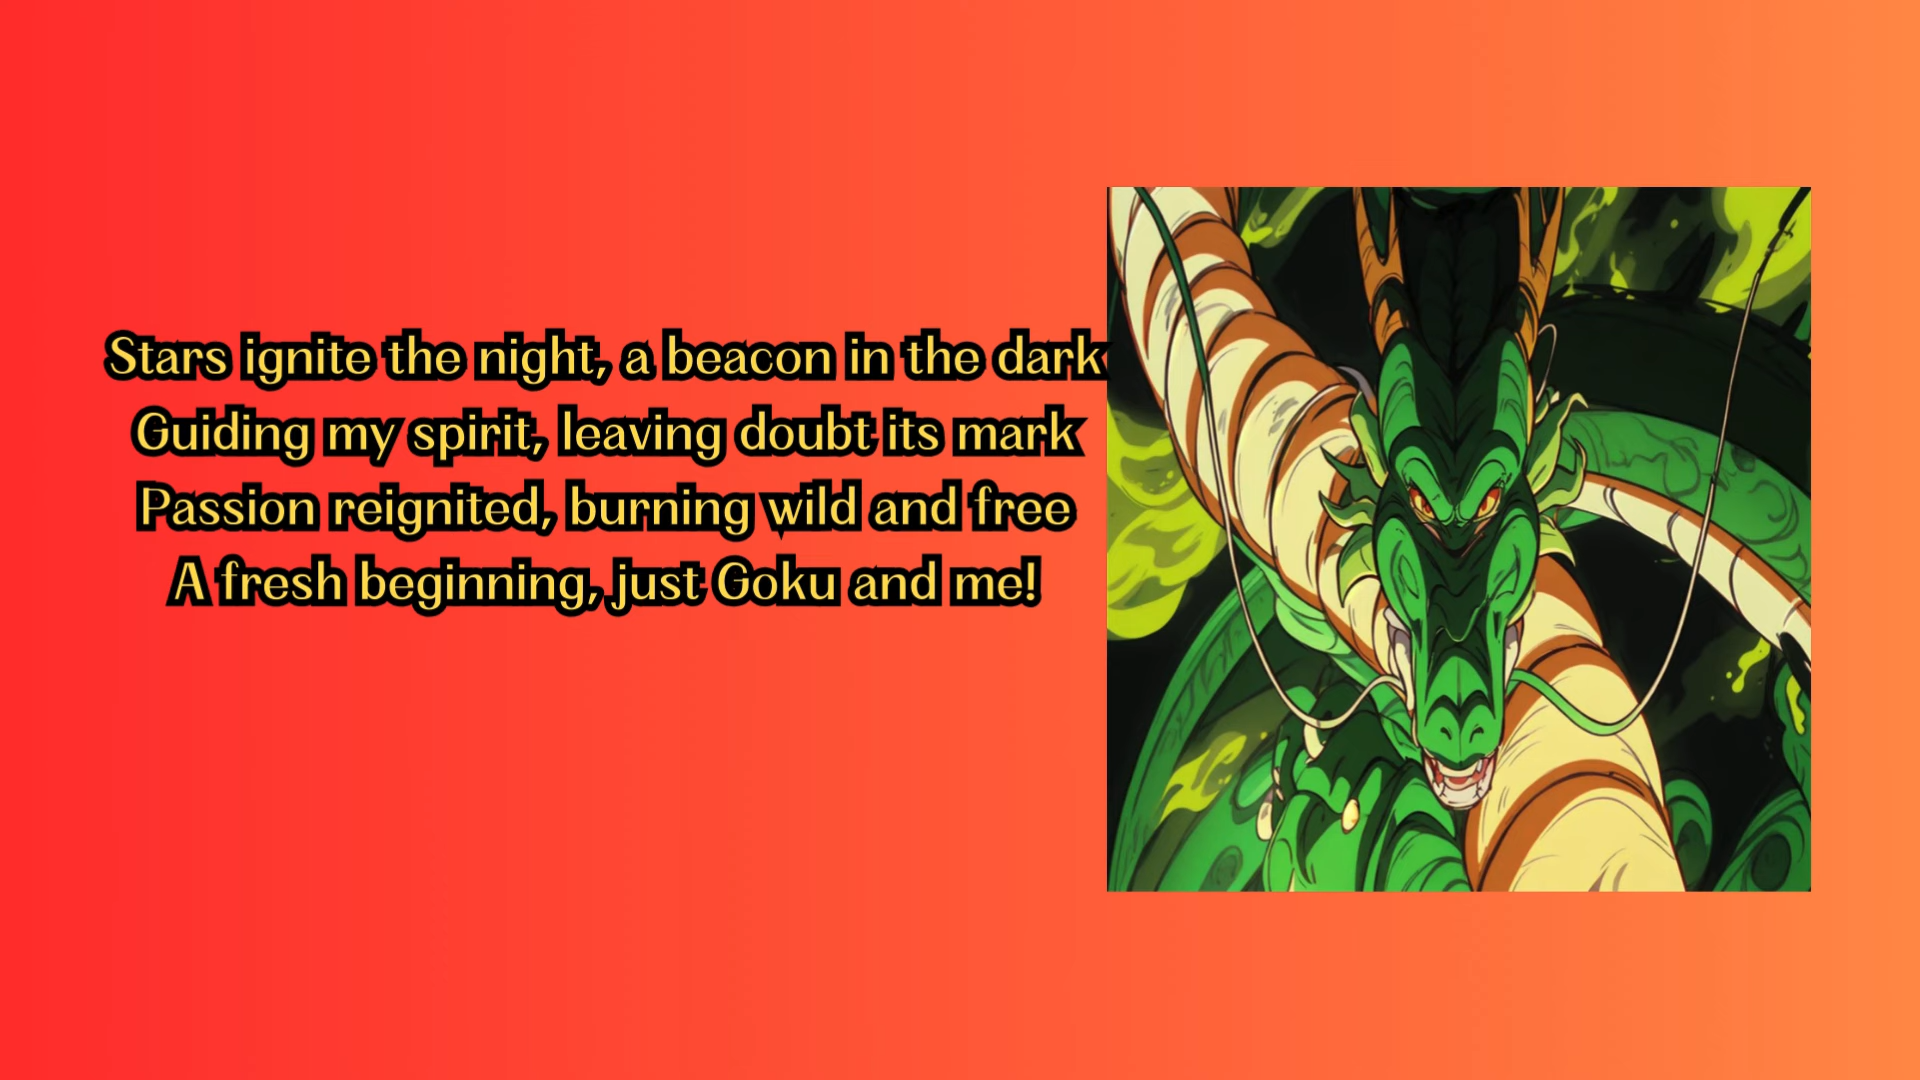 Stars ignite the night, a beacon in the dark
Guiding my spirit, leaving doubt its mark
Passion reignited, burning wild and free
A fresh beginning, just Goku and me!